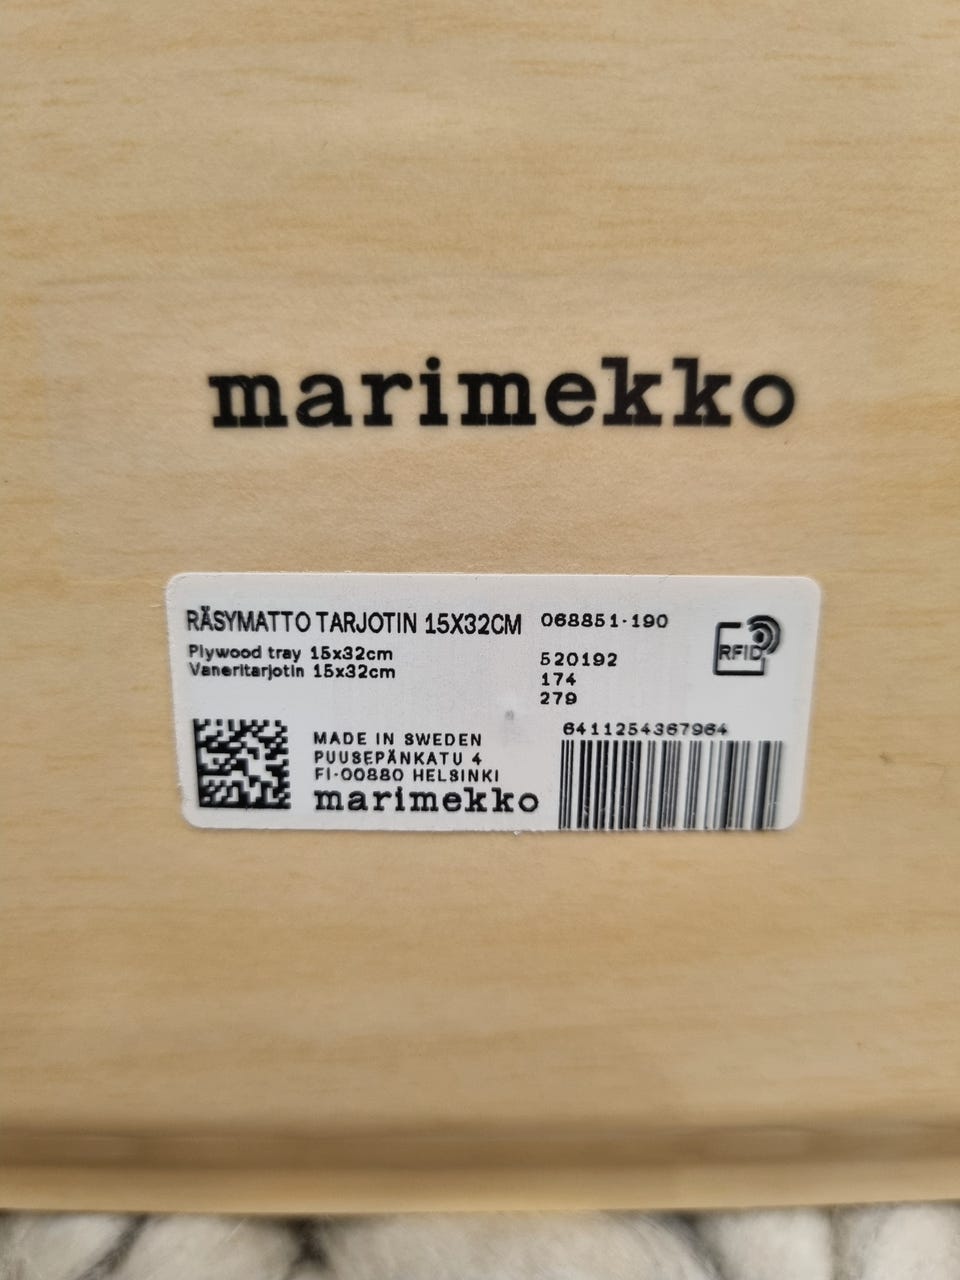 marimekko
RÄSYMATTO TARJOTIN 15X32CM 068851-190
Plywood tray 15x32cm
Vaneritarjotin 15x32cm
520192
174
279
RFID
6411254367964
MADE IN SWEDEN
PUUSEPÄNKATU 4
FI-00880 HELSINKI
marimekko